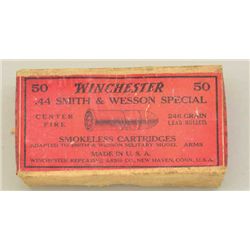 50 WINCHESTER 50
.44 SMITH & WESSON SPECIAL
CENTER FIRE
246 GRAIN
LEAD BULLETS
SMOKELESS CARTRIDGES
ADAPTED TO SMITH & WESSON MILITARY MODEL ARMS
MADE IN U.S.A.
WINCHESTER REPEATING ARMS CO., NEW HAVEN, CONN., U.S.A.